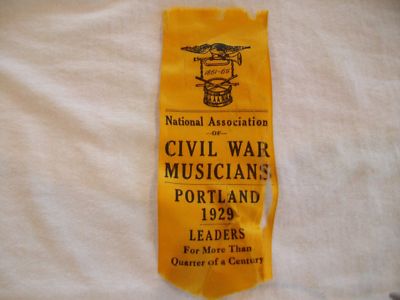 1861-65
National Association
OF
CIVIL WAR
MUSICIANS
PORTLAND
1929
LEADERS
For More Than
Quarter of a Century